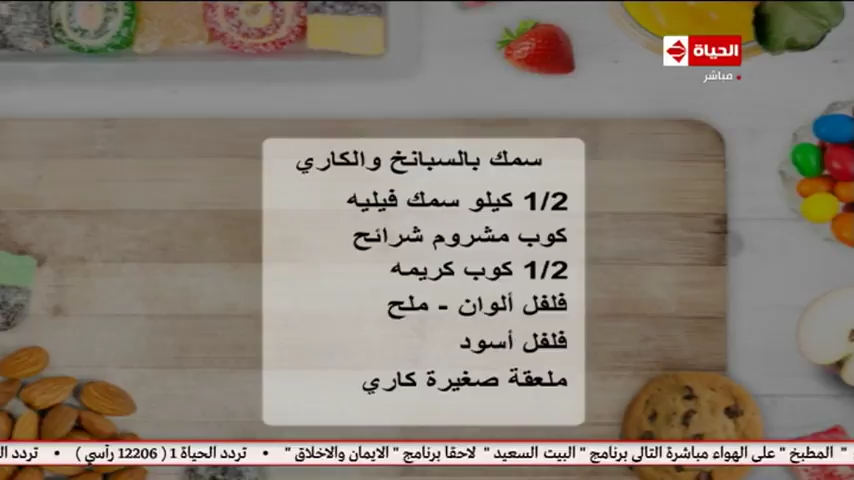 الحياة
مباشر
سمك بالسبانخ والكاري
1/2 كيلو سمك فيليه
كوب مشروم شرائح
1/2 كوب كريمه
فلفل ألوان - ملح
فلفل أسود
ملعقة صغيرة كاري
" المطبخ " على الهواء مباشرة التالى برنامج " البيت السعيد " لاحقا برنامج " الايمان والاخلاق " • تردد الحياة 1 ( 12206 رآسي ) • تردد